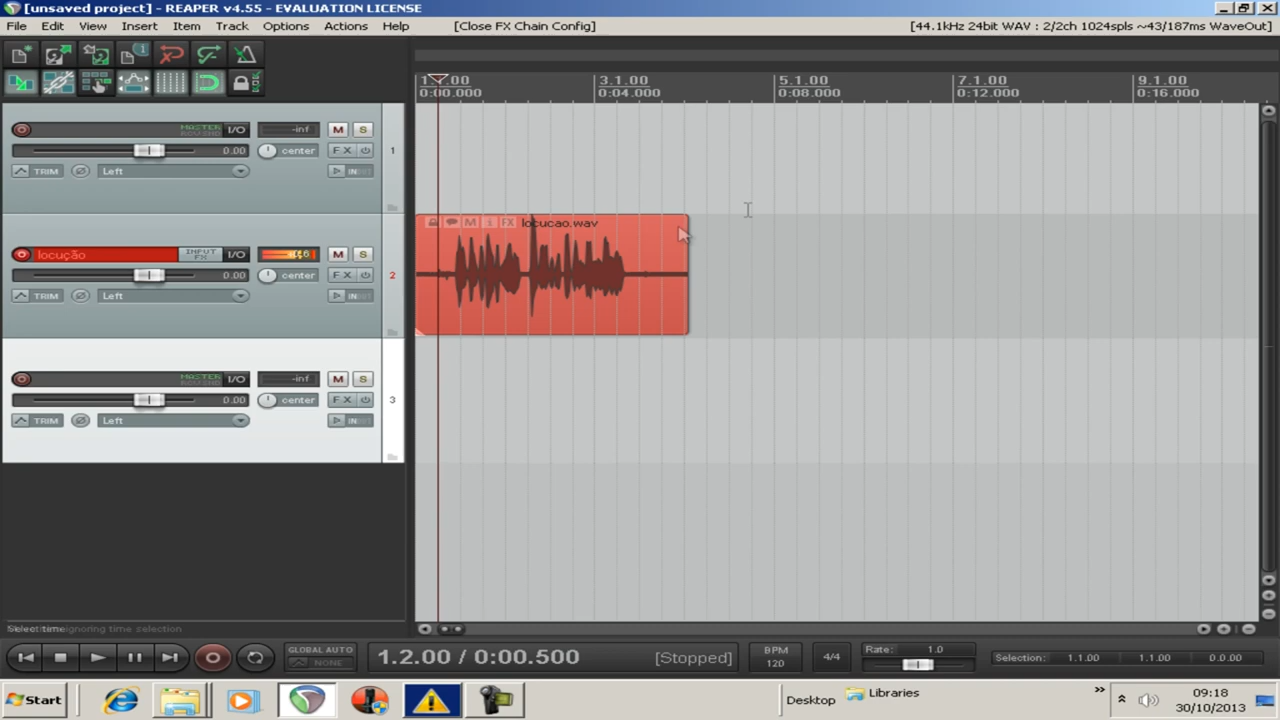 [unsaved project] - REAPER v4.55 - EVALUATION LICENSE
File Edit View Insert Item Track Options Actions Help [Close FX Chain Config] [44.1kHz 24bit WAV : 2/2ch 1024spls ~43/187ms WaveOut]
3.1.00 5.1.00 7.1.00 9.1.00
0:00.000 0:04.000 0:08.000 0:12.000 0:16.000
MASTER I/O -inf M S
0.00 center FX 1
TRIM Left IN
locucao.wav
M i FX
locução INPUT FX I/O M S
0.00 center FX 2
TRIM Left IN
MASTER I/O -inf M S
0.00 center FX 3
TRIM Left IN
ignoring time selection
GLOBAL AUTO
NONE
1.2.00 / 0:00.500 [Stopped]
BPM
120
4/4
Rate: 1.0
Selection: 1.1.00 1.1.00 0.0.00
Start
Desktop Libraries »
09:18
30/10/2013